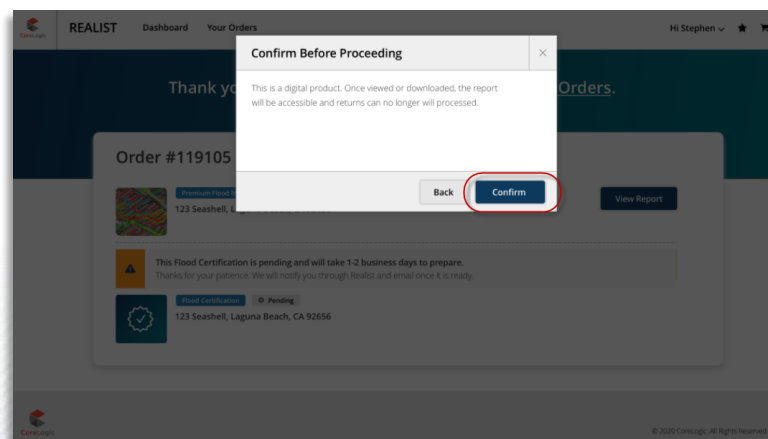 CoreLogic
REALIST Dashboard Your Orders Hi Stephen
Confirm Before Proceeding
Thank yo Orders.
This is a digital product. Once viewed or downloaded, the report
will be accessible and returns can no longer will processed.
Order #119105
Back Confirm
Premium Flood M
View Report
123 Seashell, L
This Flood Certification is pending and will take 1-2 business days to prepare.
Thanks for your patience. We will notify you through Realist and email once it is ready.
Flood Certification Pending
123 Seashell, Laguna Beach, CA 92656
CoreLogic
© 2020 CoreLogic. All Rights Reserved